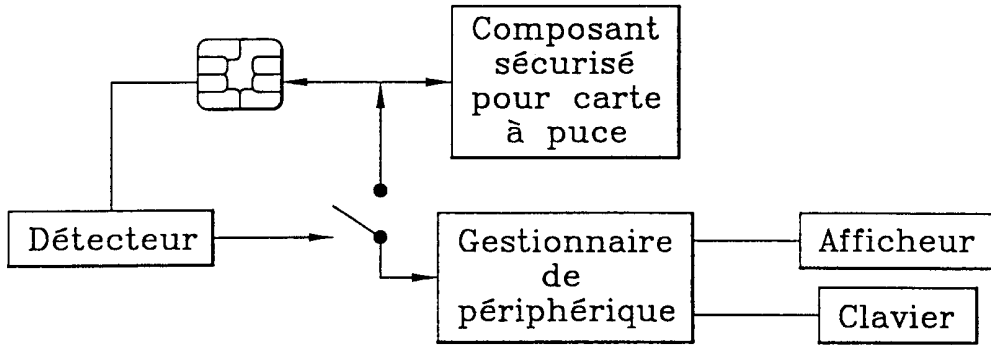 Composant
sécurisé
pour carte
à puce
Détecteur
Gestionnaire
de
périphérique
Afficheur
Clavier